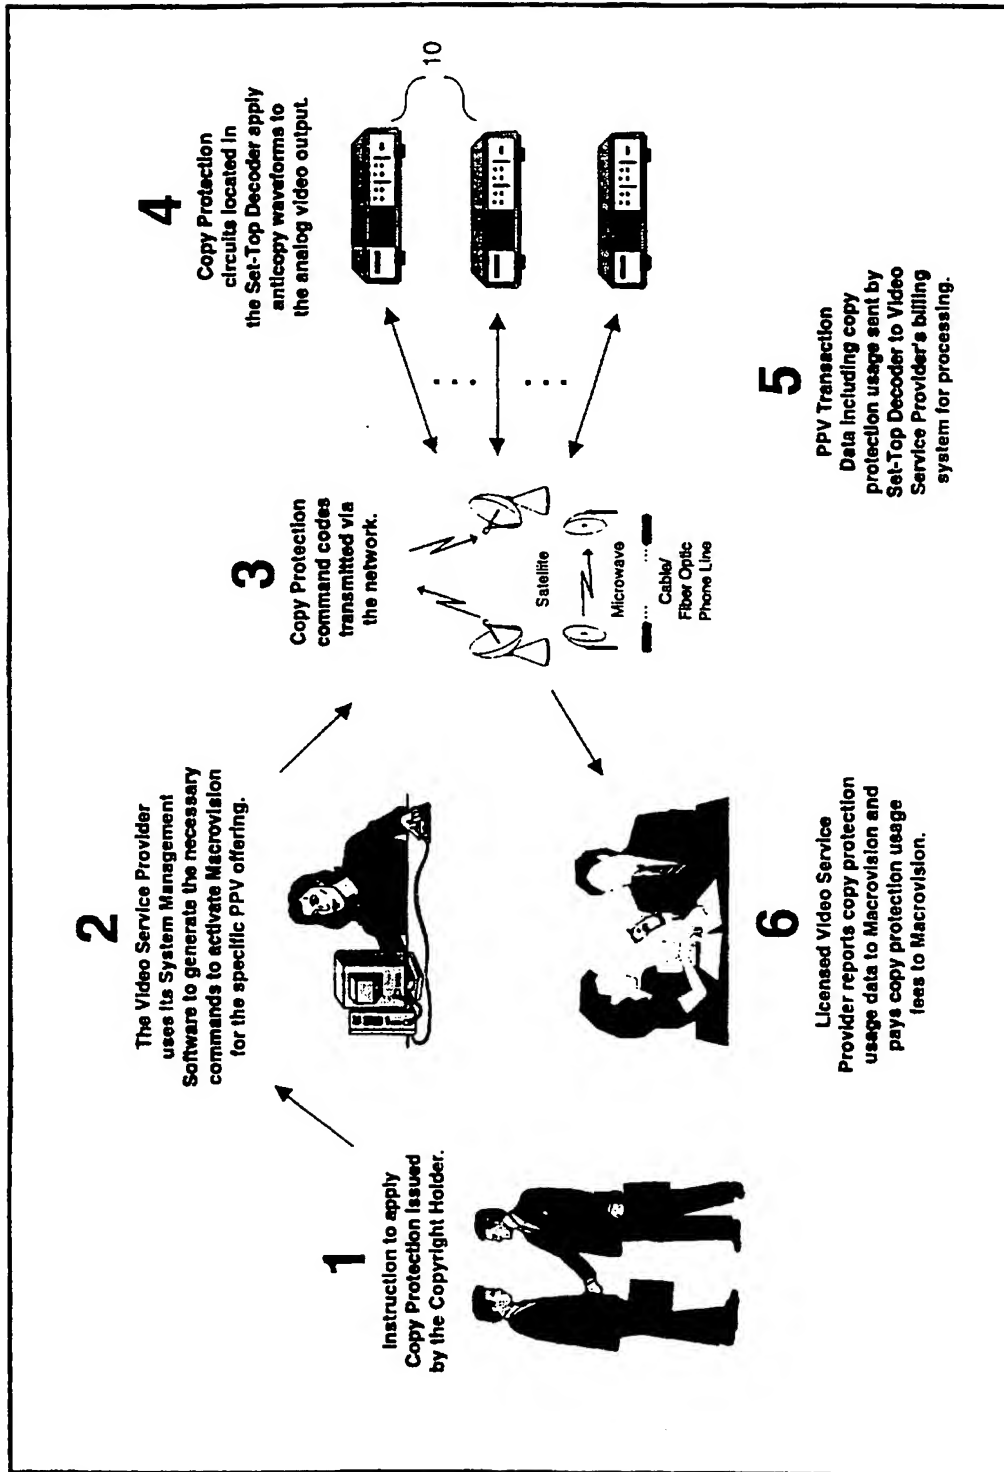 1
Instruction to apply
Copy Protection issued
by the Copyright Holder.
2
The Video Service Provider
uses its System Management
Software to generate the necessary
commands to activate Macrovision
for the specific PPV offering.
3
Copy Protection
command codes
transmitted via
the network.
Satellite
Microwave
Cable/
Fiber Optic
Phone Line
4
Copy Protection
circuits located in
the Set-Top Decoder apply
anticopy waveforms to
the analog video output.
10
5
PPV Transaction
Data including copy
protection usage sent by
Set-Top Decoder to Video
Service Provider's billing
system for processing.
6
Licensed Video Service
Provider reports copy protection
usage data to Macrovision and
pays copy protection usage
fees to Macrovision.